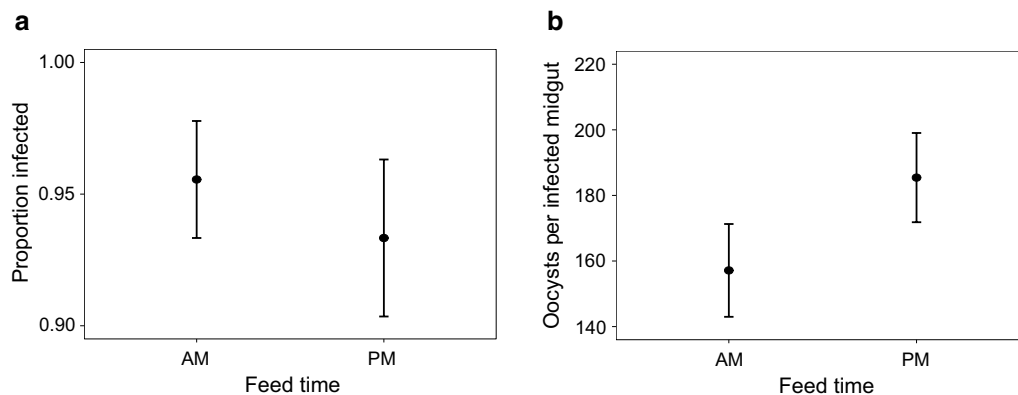 a
Proportion infected
1.00
0.95
0.90
AM
PM
Feed time
b
Oocysts per infected midgut
220
200
180
160
140
AM
PM
Feed time